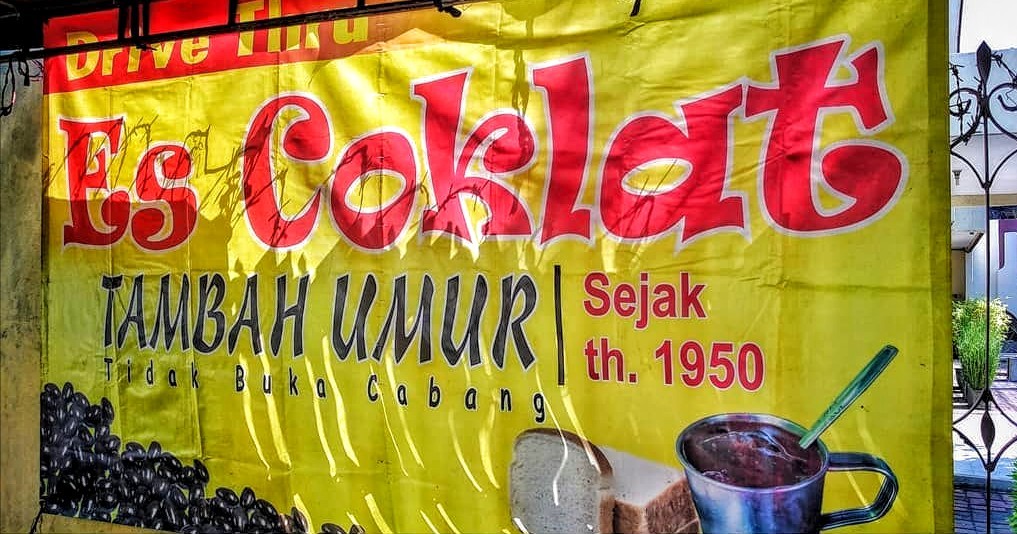 Drive Thru
Es Coklat
TAMBAH UMUR
Tidak Buka Cabang
Sejak
th. 1950